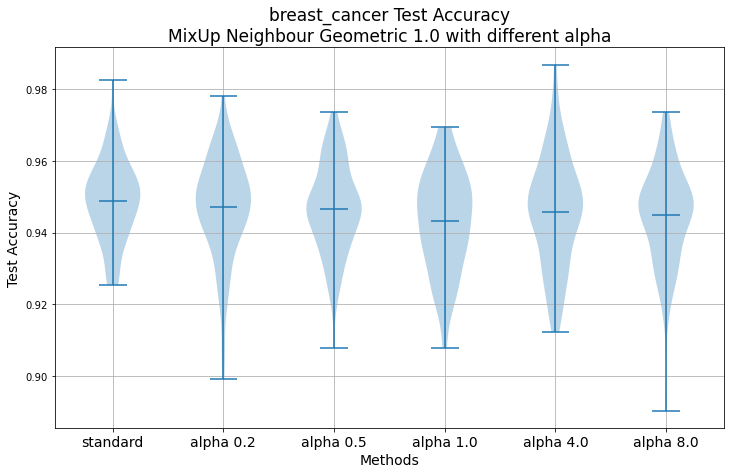 breast_cancer Test Accuracy
MixUp Neighbour Geometric 1.0 with different alpha
Test Accuracy
0.98
0.96
0.94
0.92
0.90
standard alpha 0.2 alpha 0.5 alpha 1.0 alpha 4.0 alpha 8.0
Methods